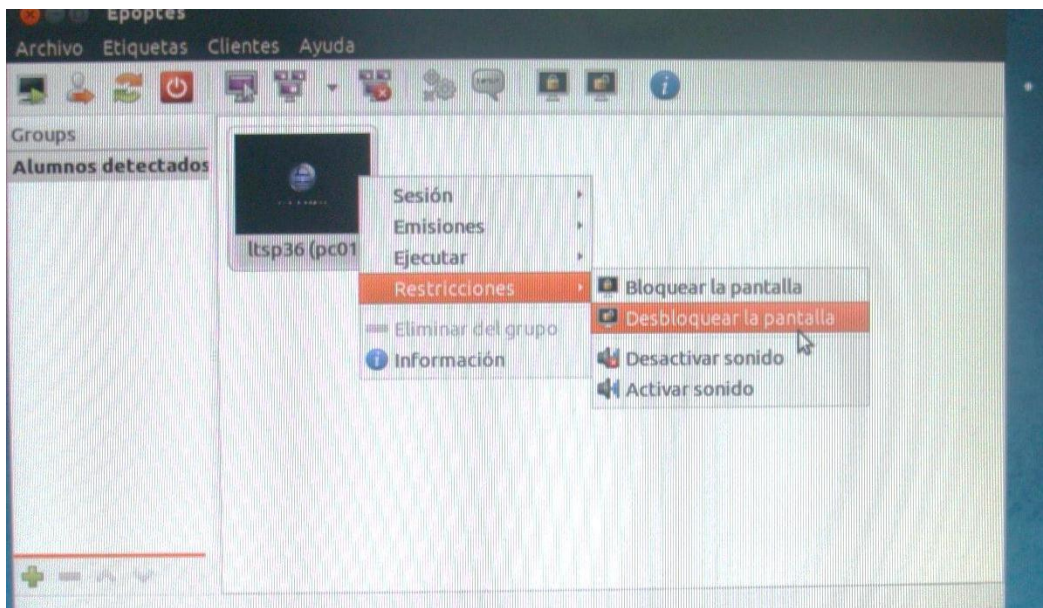 Epoptes
Archivo Etiquetas Clientes Ayuda
Groups
Alumnos detectados
ltsp36 (pc01
Sesión
Emisiones
Ejecutar
Restricciones
Eliminar del grupo
Información
Bloquear la pantalla
Desbloquear la pantalla
Desactivar sonido
Activar sonido